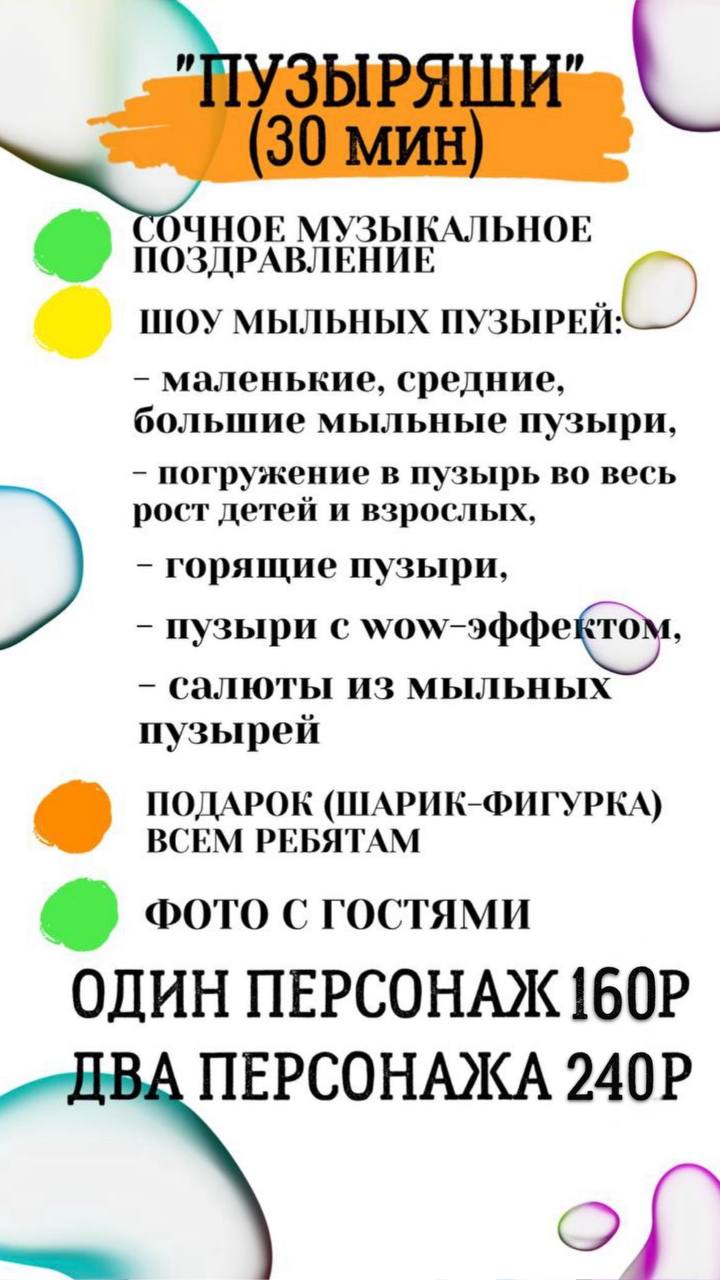 "ПУЗЫРЯШИ"
(30 мин)
СОЧНОЕ МУЗЫКАЛЬНОЕ
ПОЗДРАВЛЕНИЕ
ШОУ МЫЛЬНЫХ ПУЗЫРЕЙ:
- маленькие, средние,
большие мыльные пузыри,
- погружение в пузырь во весь
рост детей и взрослых,
- горящие пузыри,
- пузыри с wow-эффектом,
- салюты из мыльных
пузырей
ПОДАРОК (ШАРИК-ФИГУРКА)
ВСЕМ РЕБЯТАМ
ФОТО С ГОСТЯМИ
ОДИН ПЕРСОНАЖ 160Р
ДВА ПЕРСОНАЖА 240Р